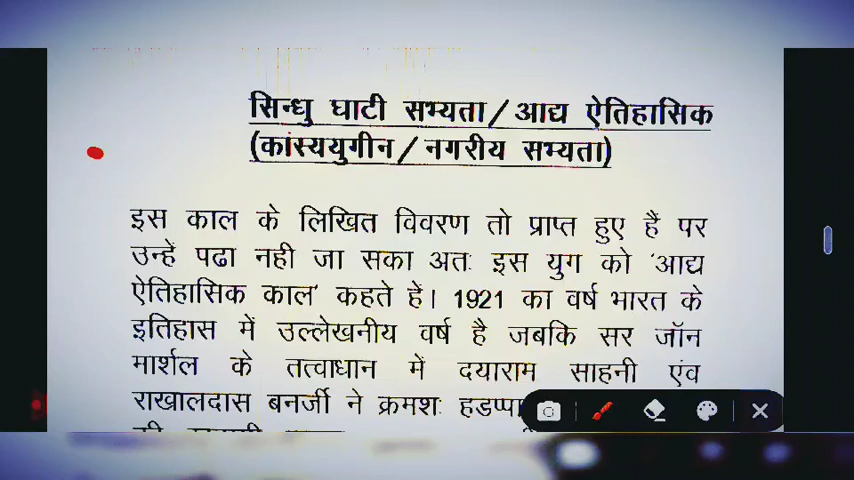 सिन्धु घाटी सभ्यता/आद्य ऐतिहासिक
(कांस्ययुगीन/नगरीय सभ्यता)
इस काल के लिखित विवरण तो प्राप्त हुए हैं पर
उन्हें पढा नही जा सका अतः इस युग को 'आद्य
ऐतिहासिक काल' कहते हैं। 1921 का वर्ष भारत के
इतिहास में उल्लेखनीय वर्ष है जबकि सर जॉन
मार्शल के तत्वाधान में दयाराम साहनी एंव
राखालदास बनर्जी ने क्रमशः हडप्पा